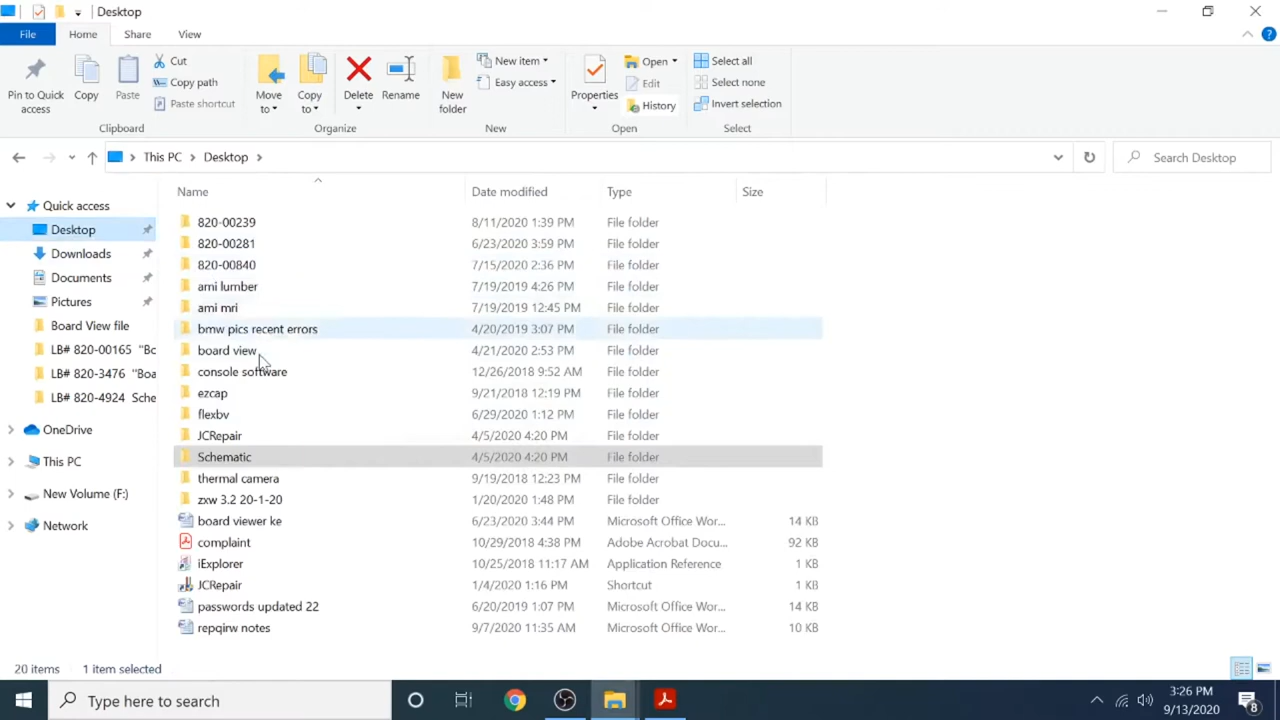 Desktop
File Home Share View
Pin to Quick access
Copy
Paste
Cut
Copy path
Paste shortcut
Move to
Copy to
Delete
Rename
New folder
New item
Easy access
Properties
Open
Edit
History
Select all
Select none
Invert selection
Clipboard Organize New Open Select
This PC Desktop
Search Desktop
Quick access
Desktop
Downloads
Documents
Pictures
Board View file
LB# 820-00165 "Bo
LB# 820-3476 "Boa
LB# 820-4924 Sche
OneDrive
This PC
New Volume (F:)
Network
Name Date modified Type Size
820-00239 8/11/2020 1:39 PM File folder
820-00281 6/23/2020 3:59 PM File folder
820-00840 7/15/2020 2:36 PM File folder
ami lumber 7/19/2019 4:26 PM File folder
ami mri 7/19/2019 12:45 PM File folder
bmw pics recent errors 4/20/2019 3:07 PM File folder
board view 4/21/2020 2:53 PM File folder
console software 12/26/2018 9:52 AM File folder
ezcap 9/21/2018 12:19 PM File folder
flexbv 6/29/2020 1:12 PM File folder
JCRepair 4/5/2020 4:20 PM File folder
Schematic 4/5/2020 4:20 PM File folder
thermal camera 9/19/2018 12:23 PM File folder
zxw 3.2 20-1-20 1/20/2020 1:48 PM File folder
board viewer ke 6/23/2020 3:44 PM Microsoft Office Wor... 14 KB
complaint 10/29/2018 4:38 PM Adobe Acrobat Docu... 92 KB
iExplorer 10/25/2018 11:17 AM Application Reference 1 KB
JCRepair 1/4/2020 1:16 PM Shortcut 1 KB
passwords updated 22 6/20/2019 1:07 PM Microsoft Office Wor... 14 KB
repqirw notes 9/7/2020 11:35 AM Microsoft Office Wor... 10 KB
20 items 1 item selected
Type here to search
3:26 PM
9/13/2020
8